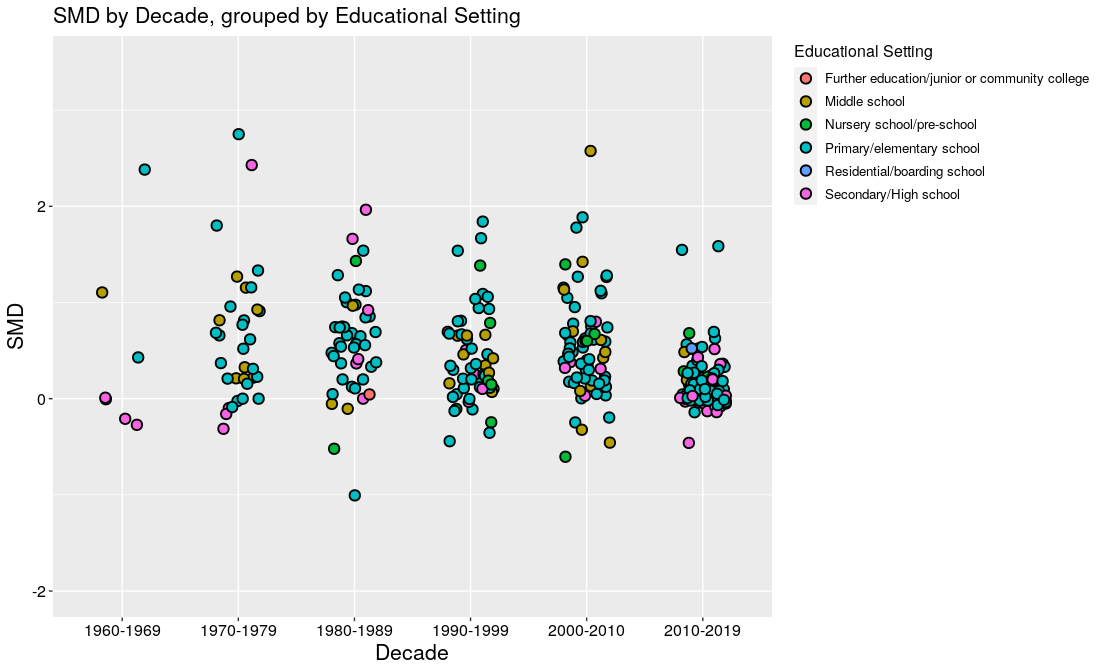 SMD by Decade, grouped by Educational Setting
SMD
2
0
-2
1960-1969
1970-1979
1980-1989
1990-1999
2000-2010
2010-2019
Decade
Educational Setting
Further education/junior or community college
Middle school
Nursery school/pre-school
Primary/elementary school
Residential/boarding school
Secondary/High school